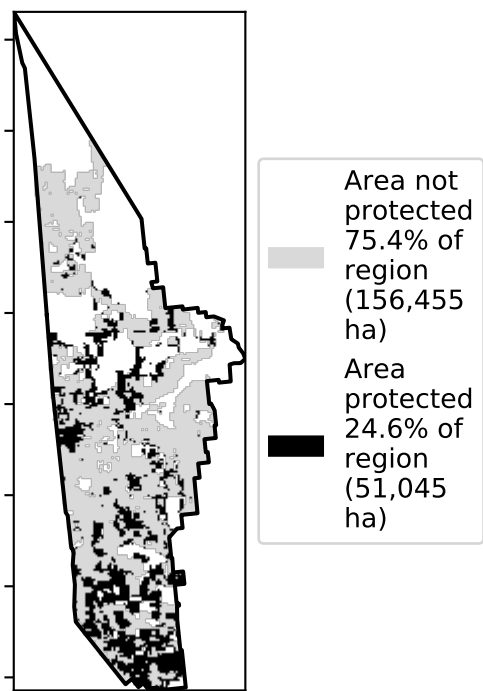 Area not
protected
75.4% of
region
(156,455
ha)
Area
protected
24.6% of
region
(51,045
ha)